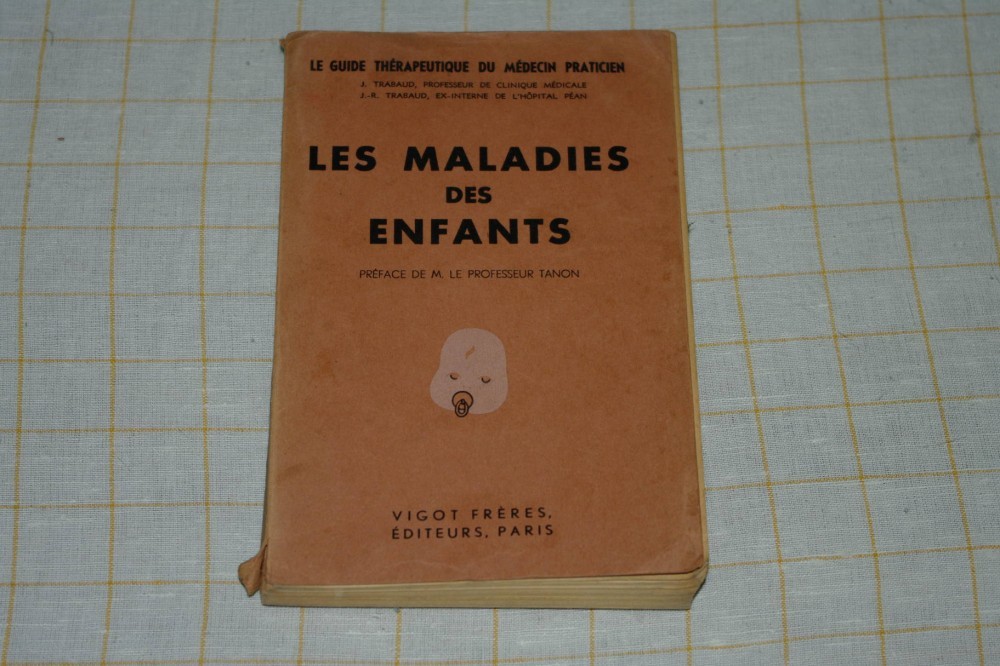 LE GUIDE THÉRAPEUTIQUE DU MÉDECIN PRATICIEN
J. TRABAUD, PROFESSEUR DE CLINIQUE MÉDICALE
J.-R. TRABAUD, EX-INTERNE DE L'HÔPITAL PÉAN
LES MALADIES
DES
ENFANTS
PRÉFACE DE M. LE PROFESSEUR TANON
VIGOT FRÈRES,
ÉDITEURS, PARIS